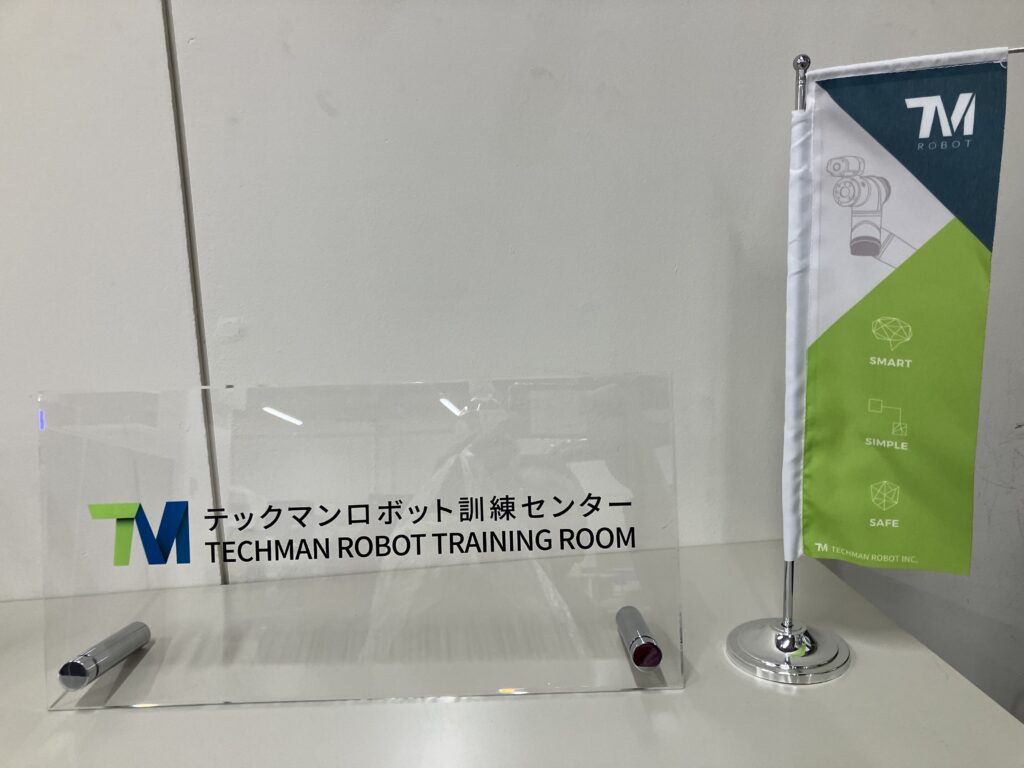 TM
テックマンロボット訓練センター
TECHMAN ROBOT TRAINING ROOM
TM
ROBOT
SMART
SIMPLE
SAFE
TM TECHMAN ROBOT INC.